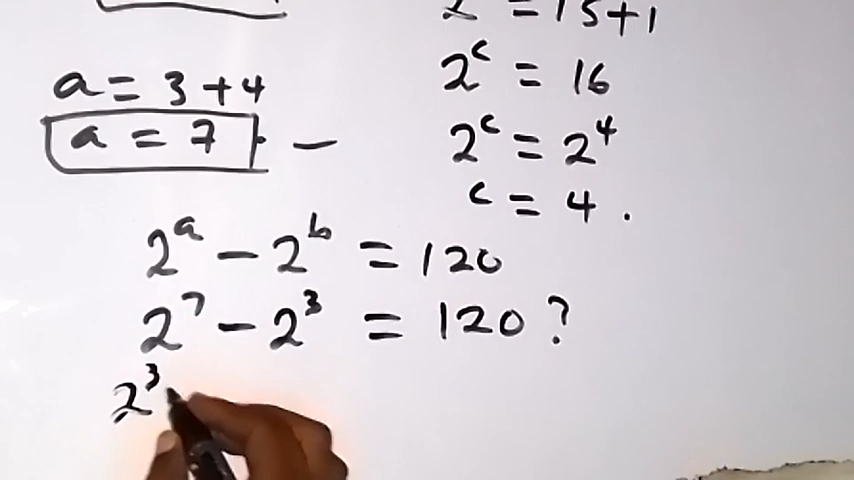 2 = 15+1
a = 3+4
2^c = 16
a = 7 . —
2^c = 2^4
c = 4 .
2^a - 2^b = 120
2^7 - 2^3 = 120 ?
2^3